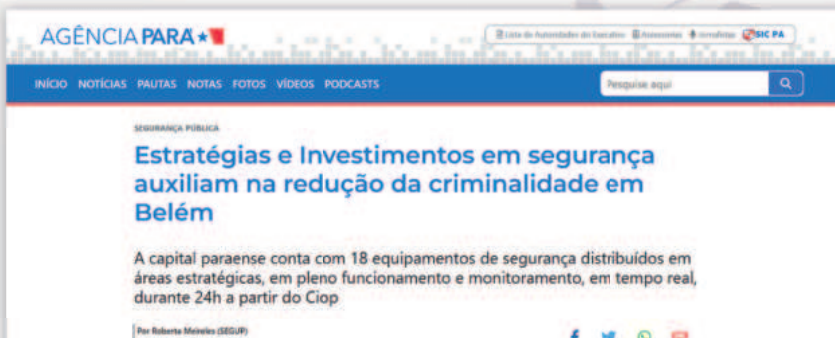 AGÊNCIA PARÁ
Lista de Autoridades do Executivo Assessorias Jornalistas SIC PA
INÍCIO NOTÍCIAS PAUTAS NOTAS FOTOS VÍDEOS PODCASTS Pesquise aqui
SEGURANÇA PÚBLICA
Estratégias e Investimentos em segurança
auxiliam na redução da criminalidade em
Belém
A capital paraense conta com 18 equipamentos de segurança distribuídos em
áreas estratégicas, em pleno funcionamento e monitoramento, em tempo real,
durante 24h a partir do Ciop
Por Roberta Meireles (SEGUP)